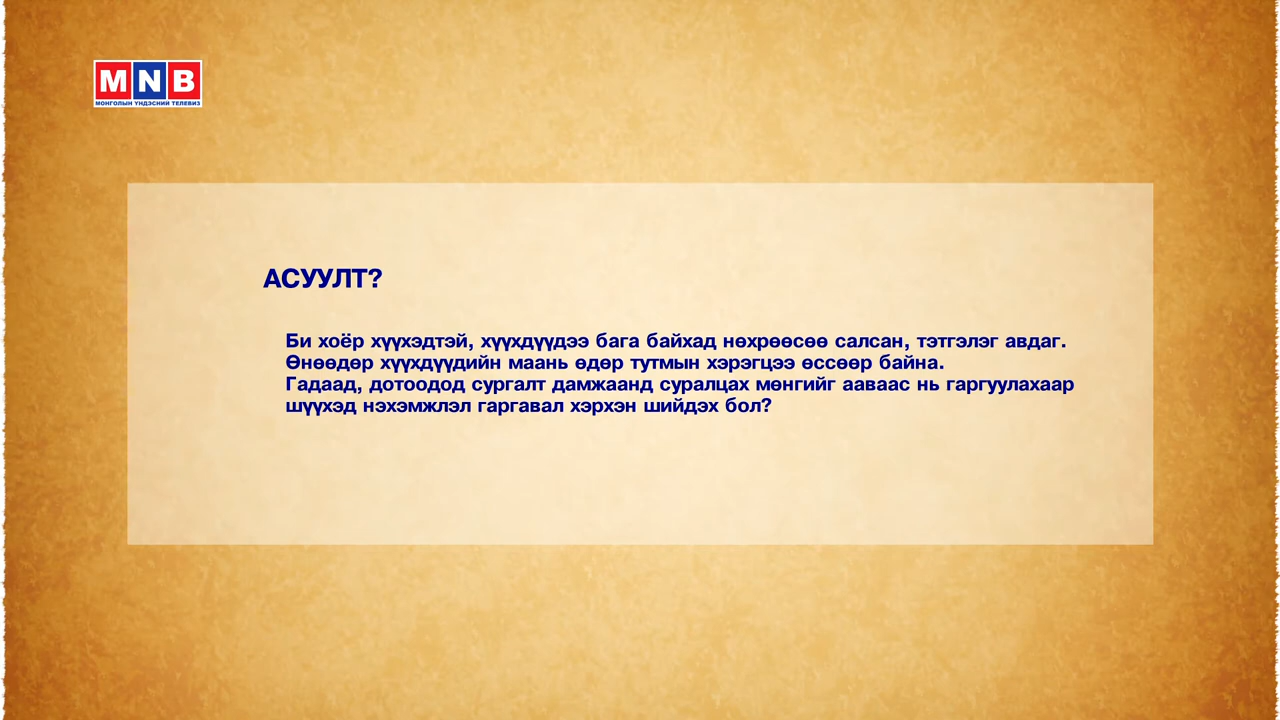 MNB
МОНГОЛЫН ҮНДЭСНИЙ ТЕЛЕВИЗ
АСУУЛТ?
Би хоёр хүүхэдтэй, хүүхдүүдээ бага байхад нөхрөөсөө салсан, тэтгэлэг авдаг.
Өнөөдөр хүүхдүүдийн маань өдөр тутмын хэрэгцээ өссөөр байна.
Гадаад, дотоодод сургалт дамжаанд суралцах мөнгийг ааваас нь гаргуулахаар
шүүхэд нэхэмжлэл гаргавал хэрхэн шийдэх бол?